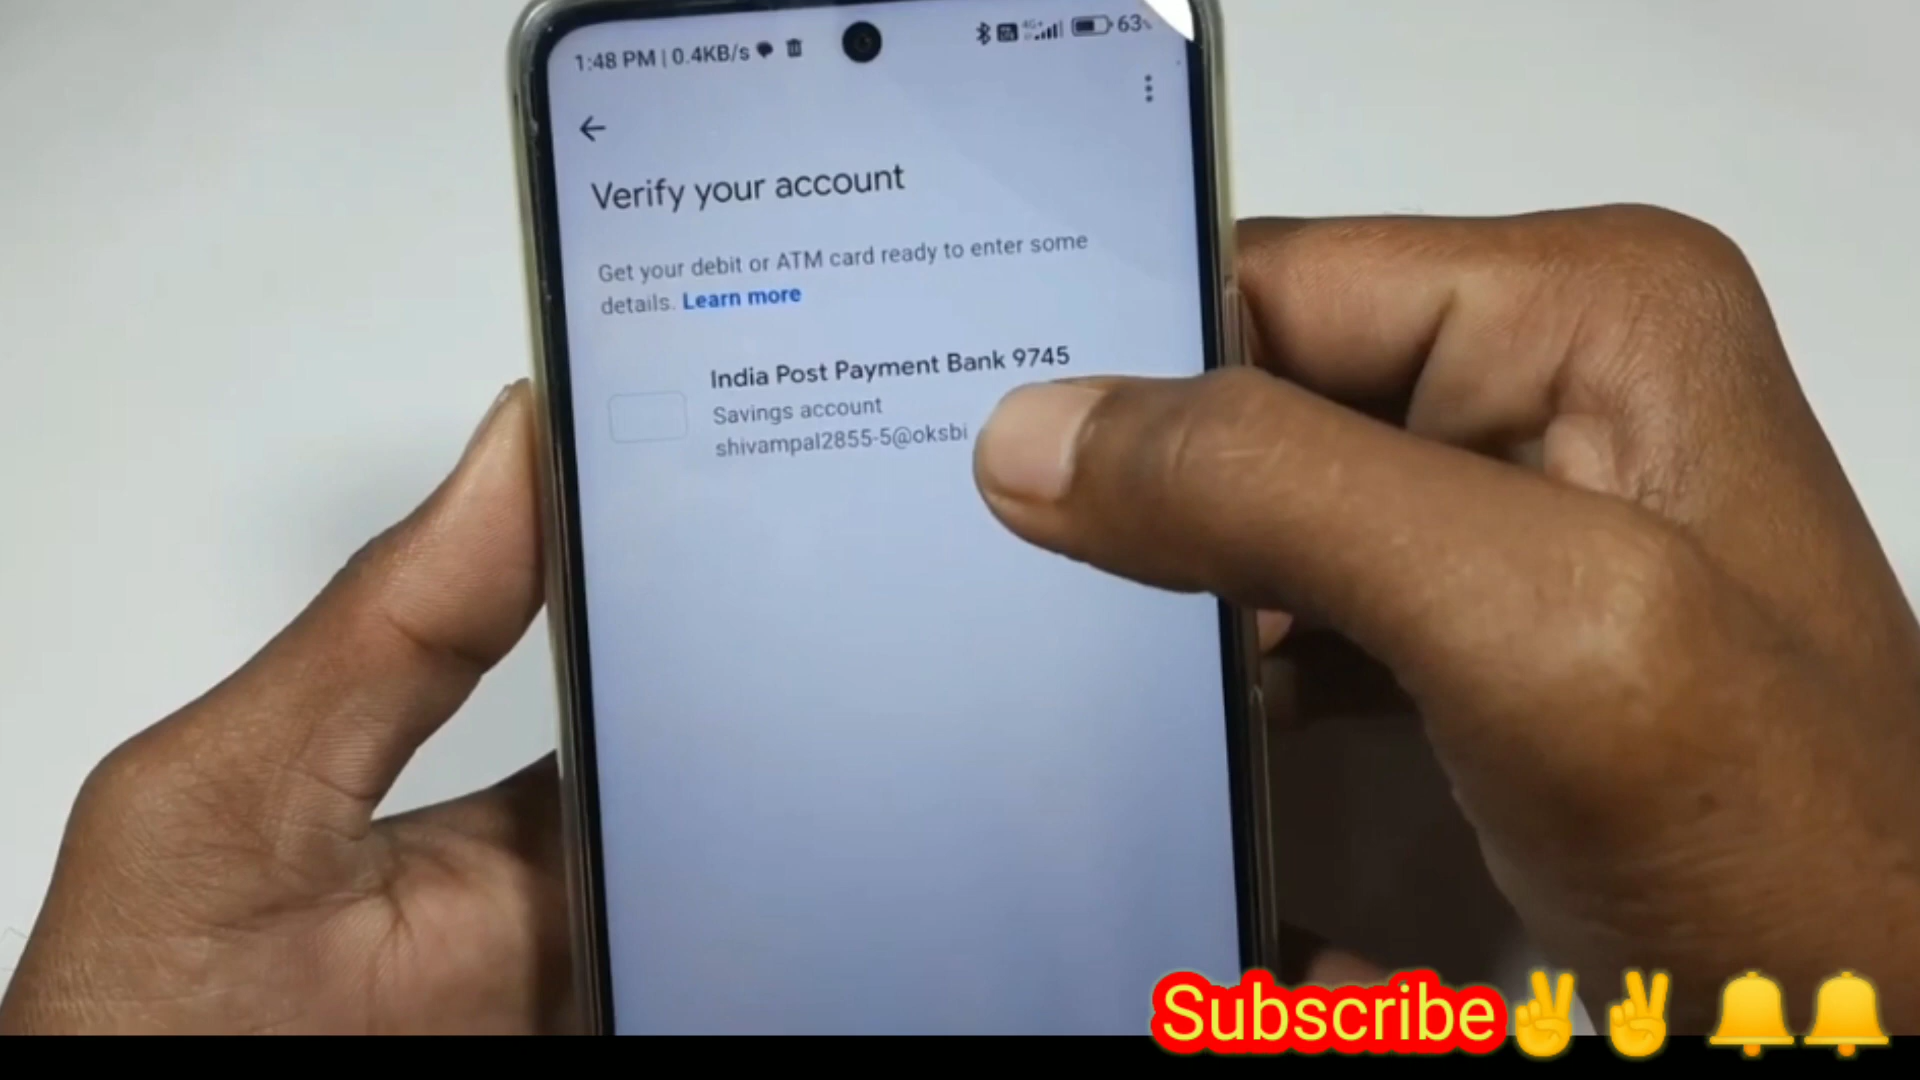 1:48 PM | 0.4KB/s
4G+ 63%
Verify your account
Get your debit or ATM card ready to enter some
details. Learn more
India Post Payment Bank 9745
Savings account
shivampal2855-5@oksbi
Subscribe✌✌🔔🔔